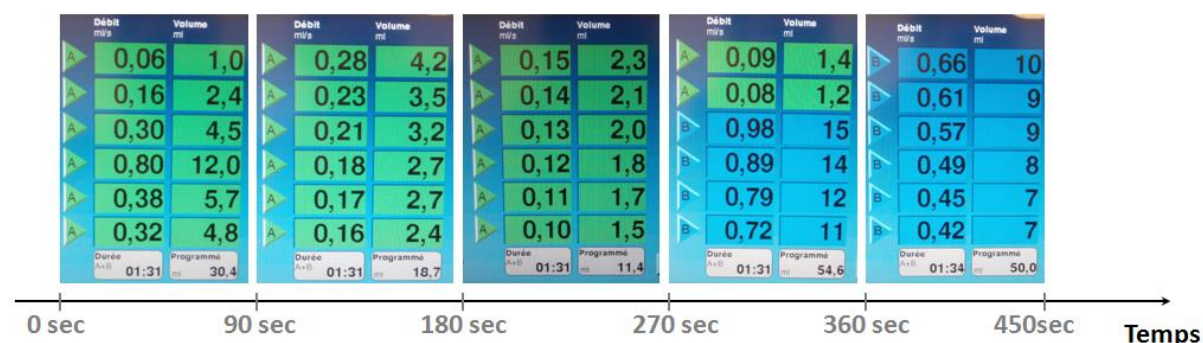 Débit Volume
ml/s ml
A 0,06 1,0
A 0,16 2,4
A 0,30 4,5
A 0,80 12,0
A 0,38 5,7
A 0,32 4,8
Durée Programmé
A+B 01:31 ml 30,4
Débit Volume
ml/s ml
A 0,28 4,2
A 0,23 3,5
A 0,21 3,2
A 0,18 2,7
A 0,17 2,7
A 0,16 2,4
Durée Programmé
A+B 01:31 ml 18,7
Débit Volume
ml/s ml
A 0,15 2,3
A 0,14 2,1
A 0,13 2,0
A 0,12 1,8
A 0,11 1,7
A 0,10 1,5
Durée Programmé
A+B 01:31 ml 11,4
Débit Volume
ml/s ml
A 0,09 1,4
A 0,08 1,2
B 0,98 15
B 0,89 14
B 0,79 12
B 0,72 11
Durée Programmé
A+B 01:31 ml 54,6
Débit Volume
ml/s ml
B 0,66 10
B 0,61 9
B 0,57 9
B 0,49 8
B 0,45 7
B 0,42 7
Durée Programmé
A+B 01:34 ml 50,0
0 sec 90 sec 180 sec 270 sec 360 sec 450sec Temps